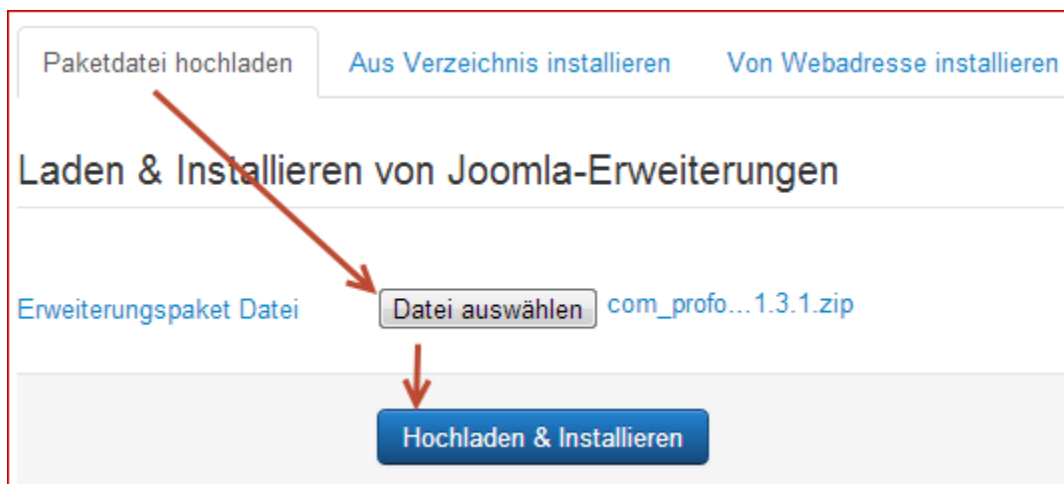 Paketdatei hochladen Aus Verzeichnis installieren Von Webadresse installieren
Laden & Installieren von Joomla-Erweiterungen
Erweiterungspaket Datei Datei auswählen com_profo...1.3.1.zip
Hochladen & Installieren